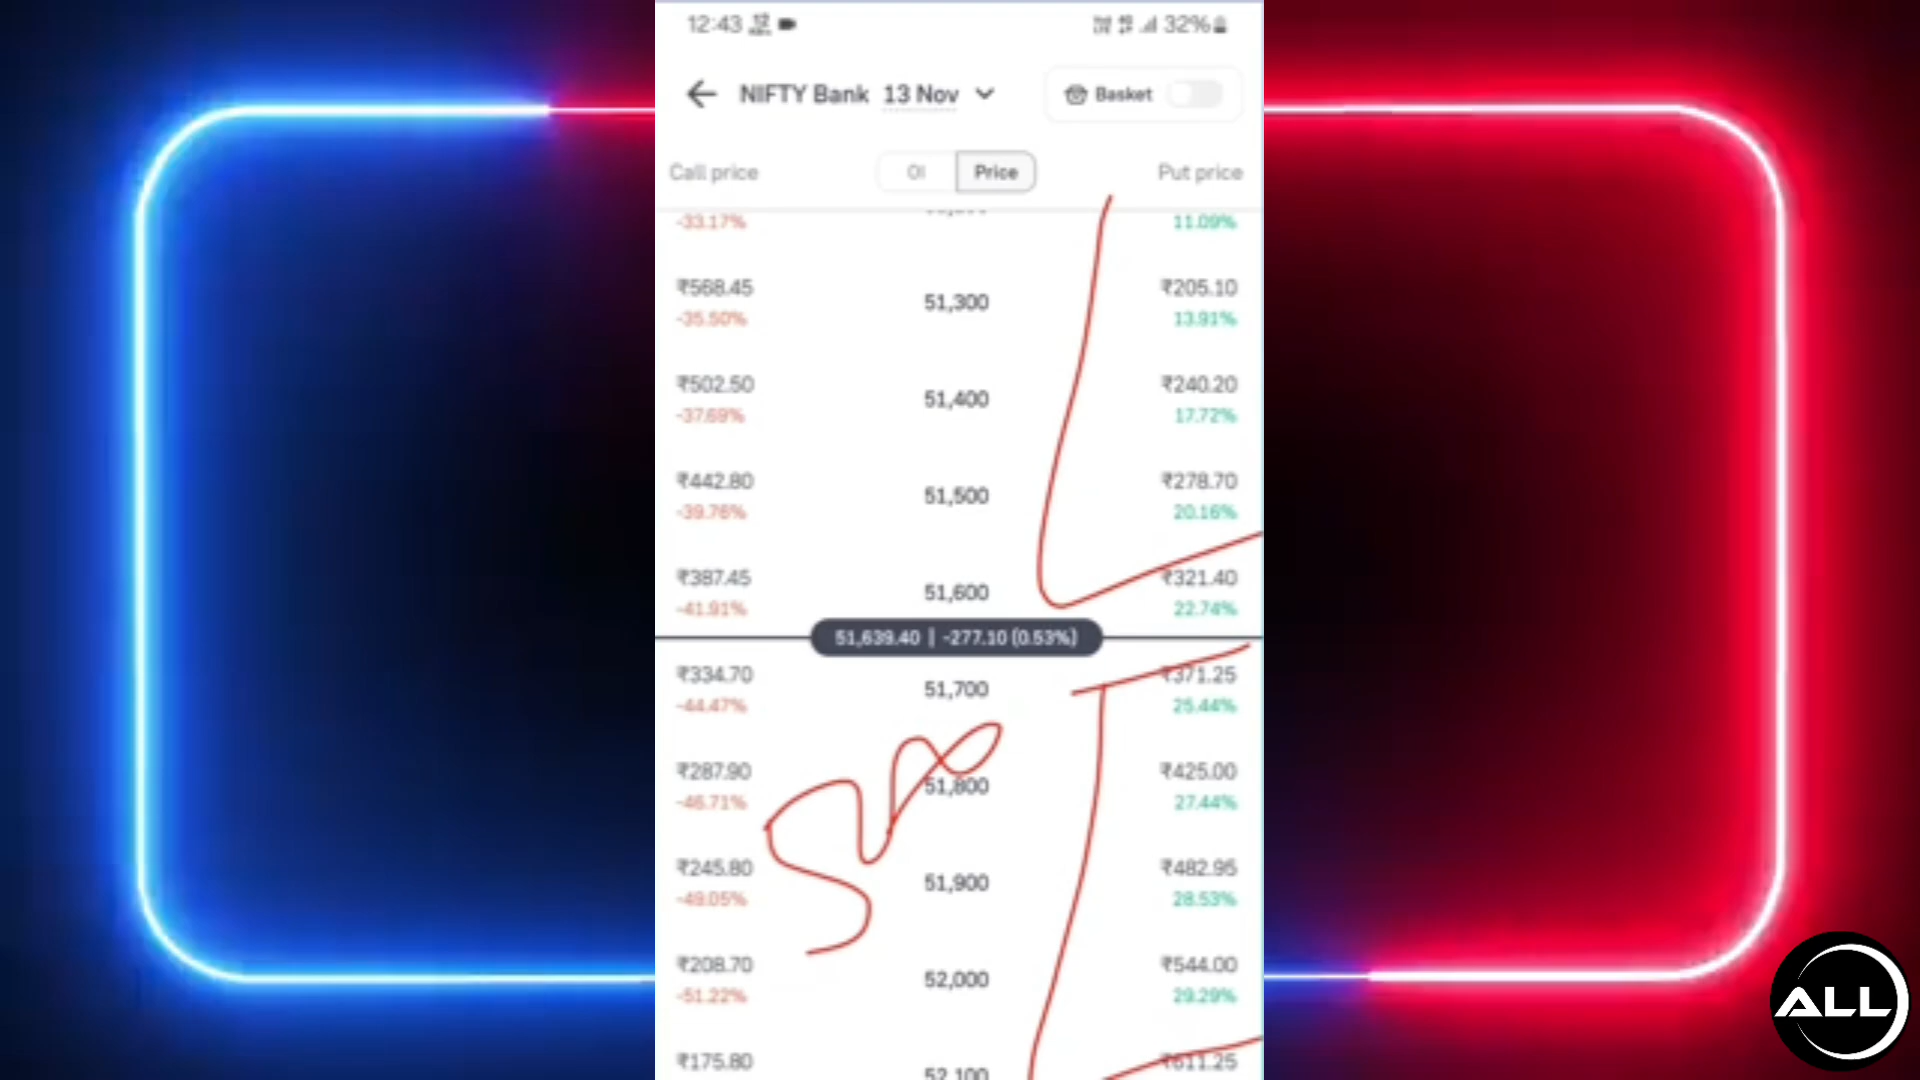 12:43 32%
NIFTY Bank 13 Nov Basket
Call price OI Price Put price
-33.17% 11.09%
₹568.45 51,300 ₹205.10
-35.50% 13.91%
₹502.50 51,400 ₹240.20
-37.69% 17.72%
₹442.80 51,500 ₹278.70
-39.76% 20.16%
₹387.45 51,600 ₹321.40
-41.91% 22.74%
51,639.40 | -277.10 (0.53%)
₹334.70 51,700 ₹371.25
-44.47% 25.44%
₹287.90 51,800 ₹425.00
-46.71% 27.44%
₹245.80 51,900 ₹482.95
-49.05% 28.53%
₹208.70 52,000 ₹544.00
-51.22% 29.29%
₹175.80 52,100 ₹611.25
ALL